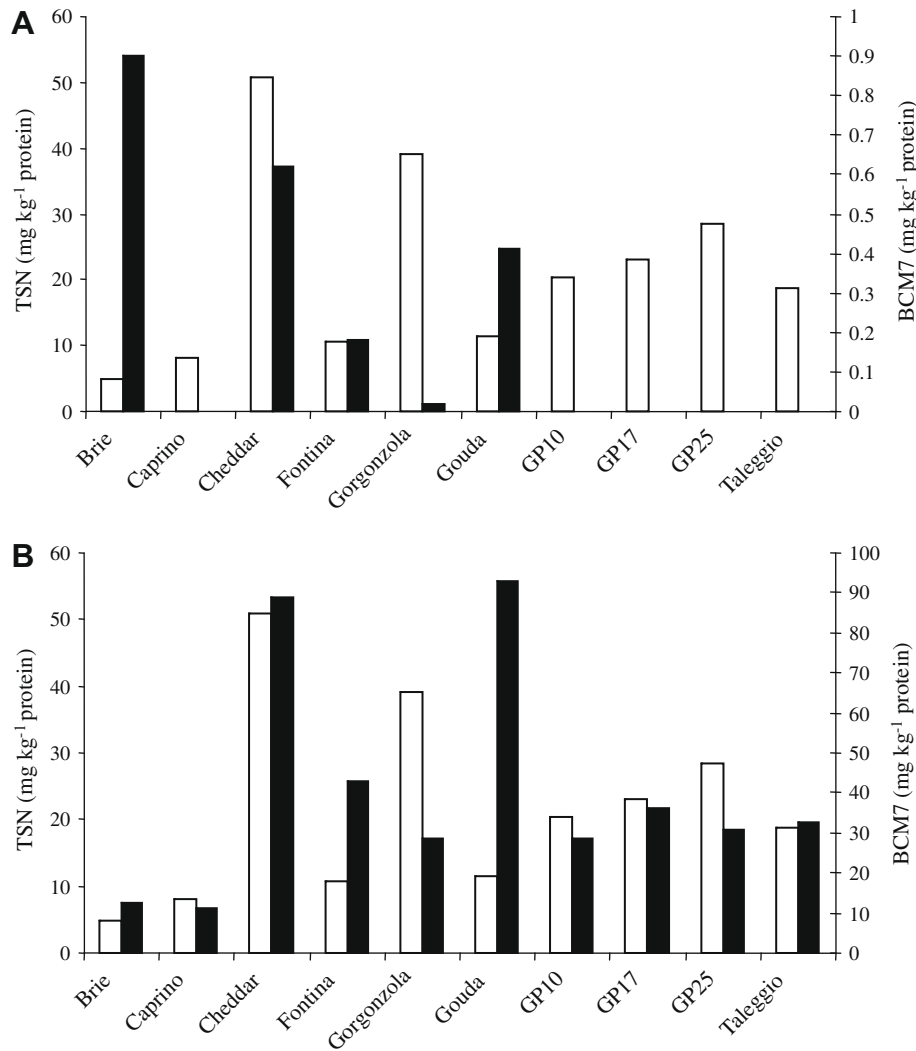 A
TSN (mg kg⁻¹ protein)
60
50
40
30
20
10
0
BCM7 (mg kg⁻¹ protein)
1
0.9
0.8
0.7
0.6
0.5
0.4
0.3
0.2
0.1
0
Brie
Caprino
Cheddar
Fontina
Gorgonzola
Gouda
GP10
GP17
GP25
Taleggio
B
TSN (mg kg⁻¹ protein)
60
50
40
30
20
10
0
BCM7 (mg kg⁻¹ protein)
100
90
80
70
60
50
40
30
20
10
0
Brie
Caprino
Cheddar
Fontina
Gorgonzola
Gouda
GP10
GP17
GP25
Taleggio